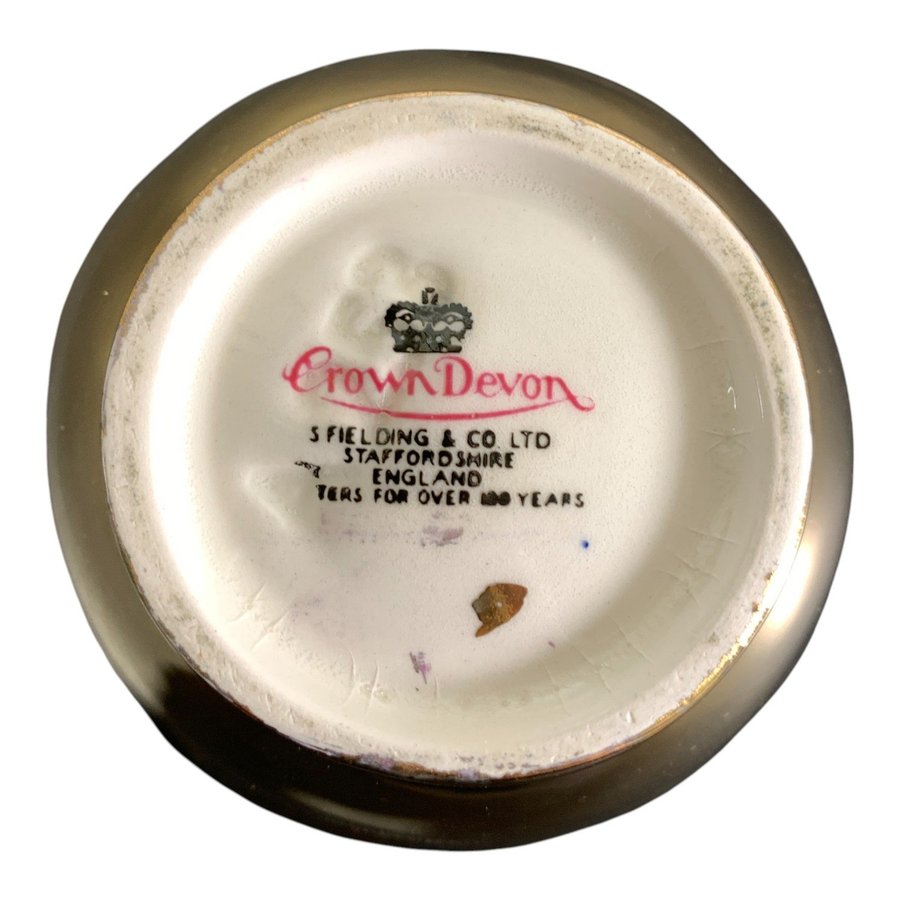 Crown Devon
S FIELDING & CO. LTD
STAFFORDSHIRE
ENGLAND
TERS FOR OVER 100 YEARS